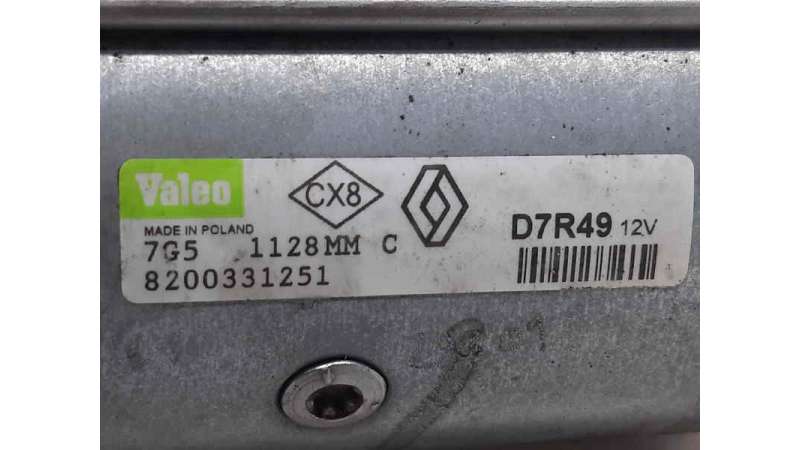 Valeo
CX8
D7R49 12V
MADE IN POLAND
7G5 1128MM C
8200331251